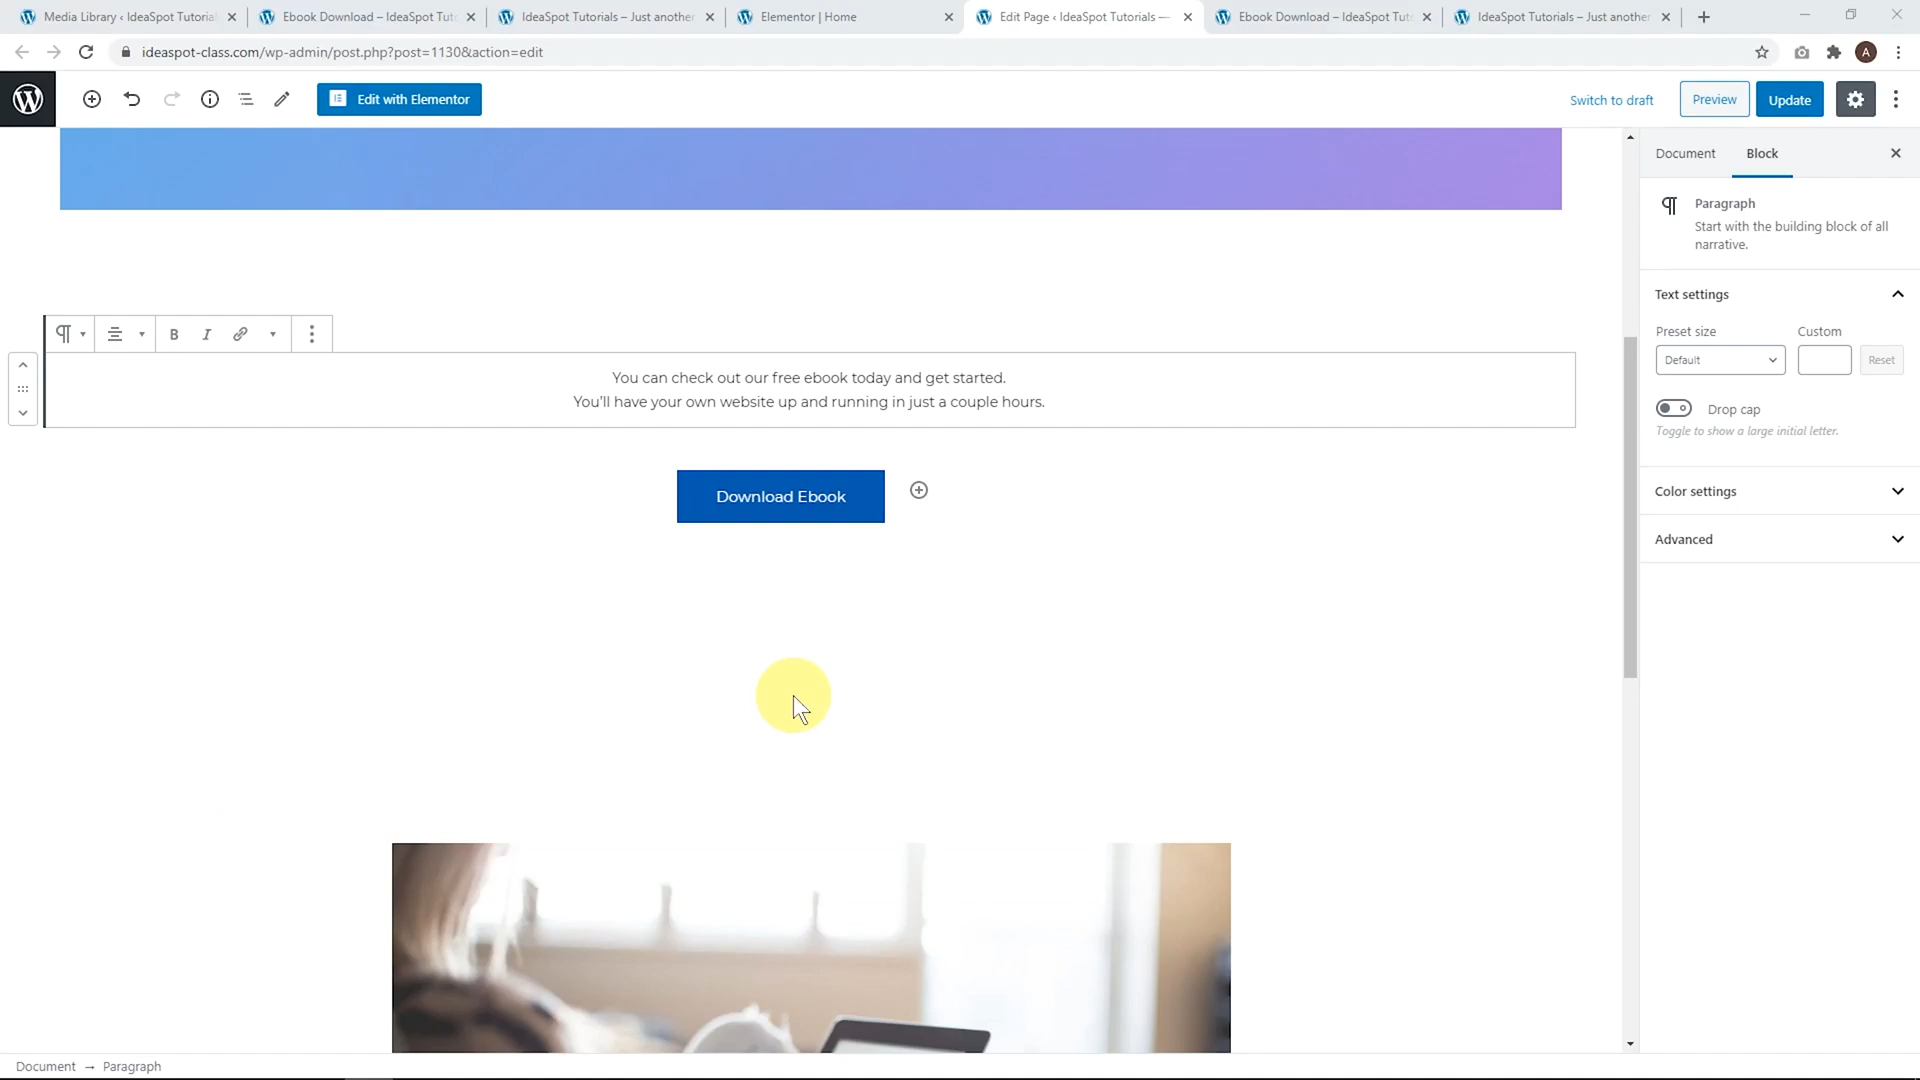 Media Library ‹ IdeaSpot Tutorial
Ebook Download – IdeaSpot Tut
IdeaSpot Tutorials – Just another
Elementor | Home
Edit Page ‹ IdeaSpot Tutorials —
Ebook Download – IdeaSpot Tut
IdeaSpot Tutorials – Just another
ideaspot-class.com/wp-admin/post.php?post=1130&action=edit
A
Edit with Elementor
Switch to draft
Preview
Update
Document
Block
Paragraph
Start with the building block of all
narrative.
Text settings
Preset size
Custom
Default
Reset
Drop cap
Toggle to show a large initial letter.
Color settings
Advanced
B I
You can check out our free ebook today and get started.
You'll have your own website up and running in just a couple hours.
Download Ebook
Document → Paragraph